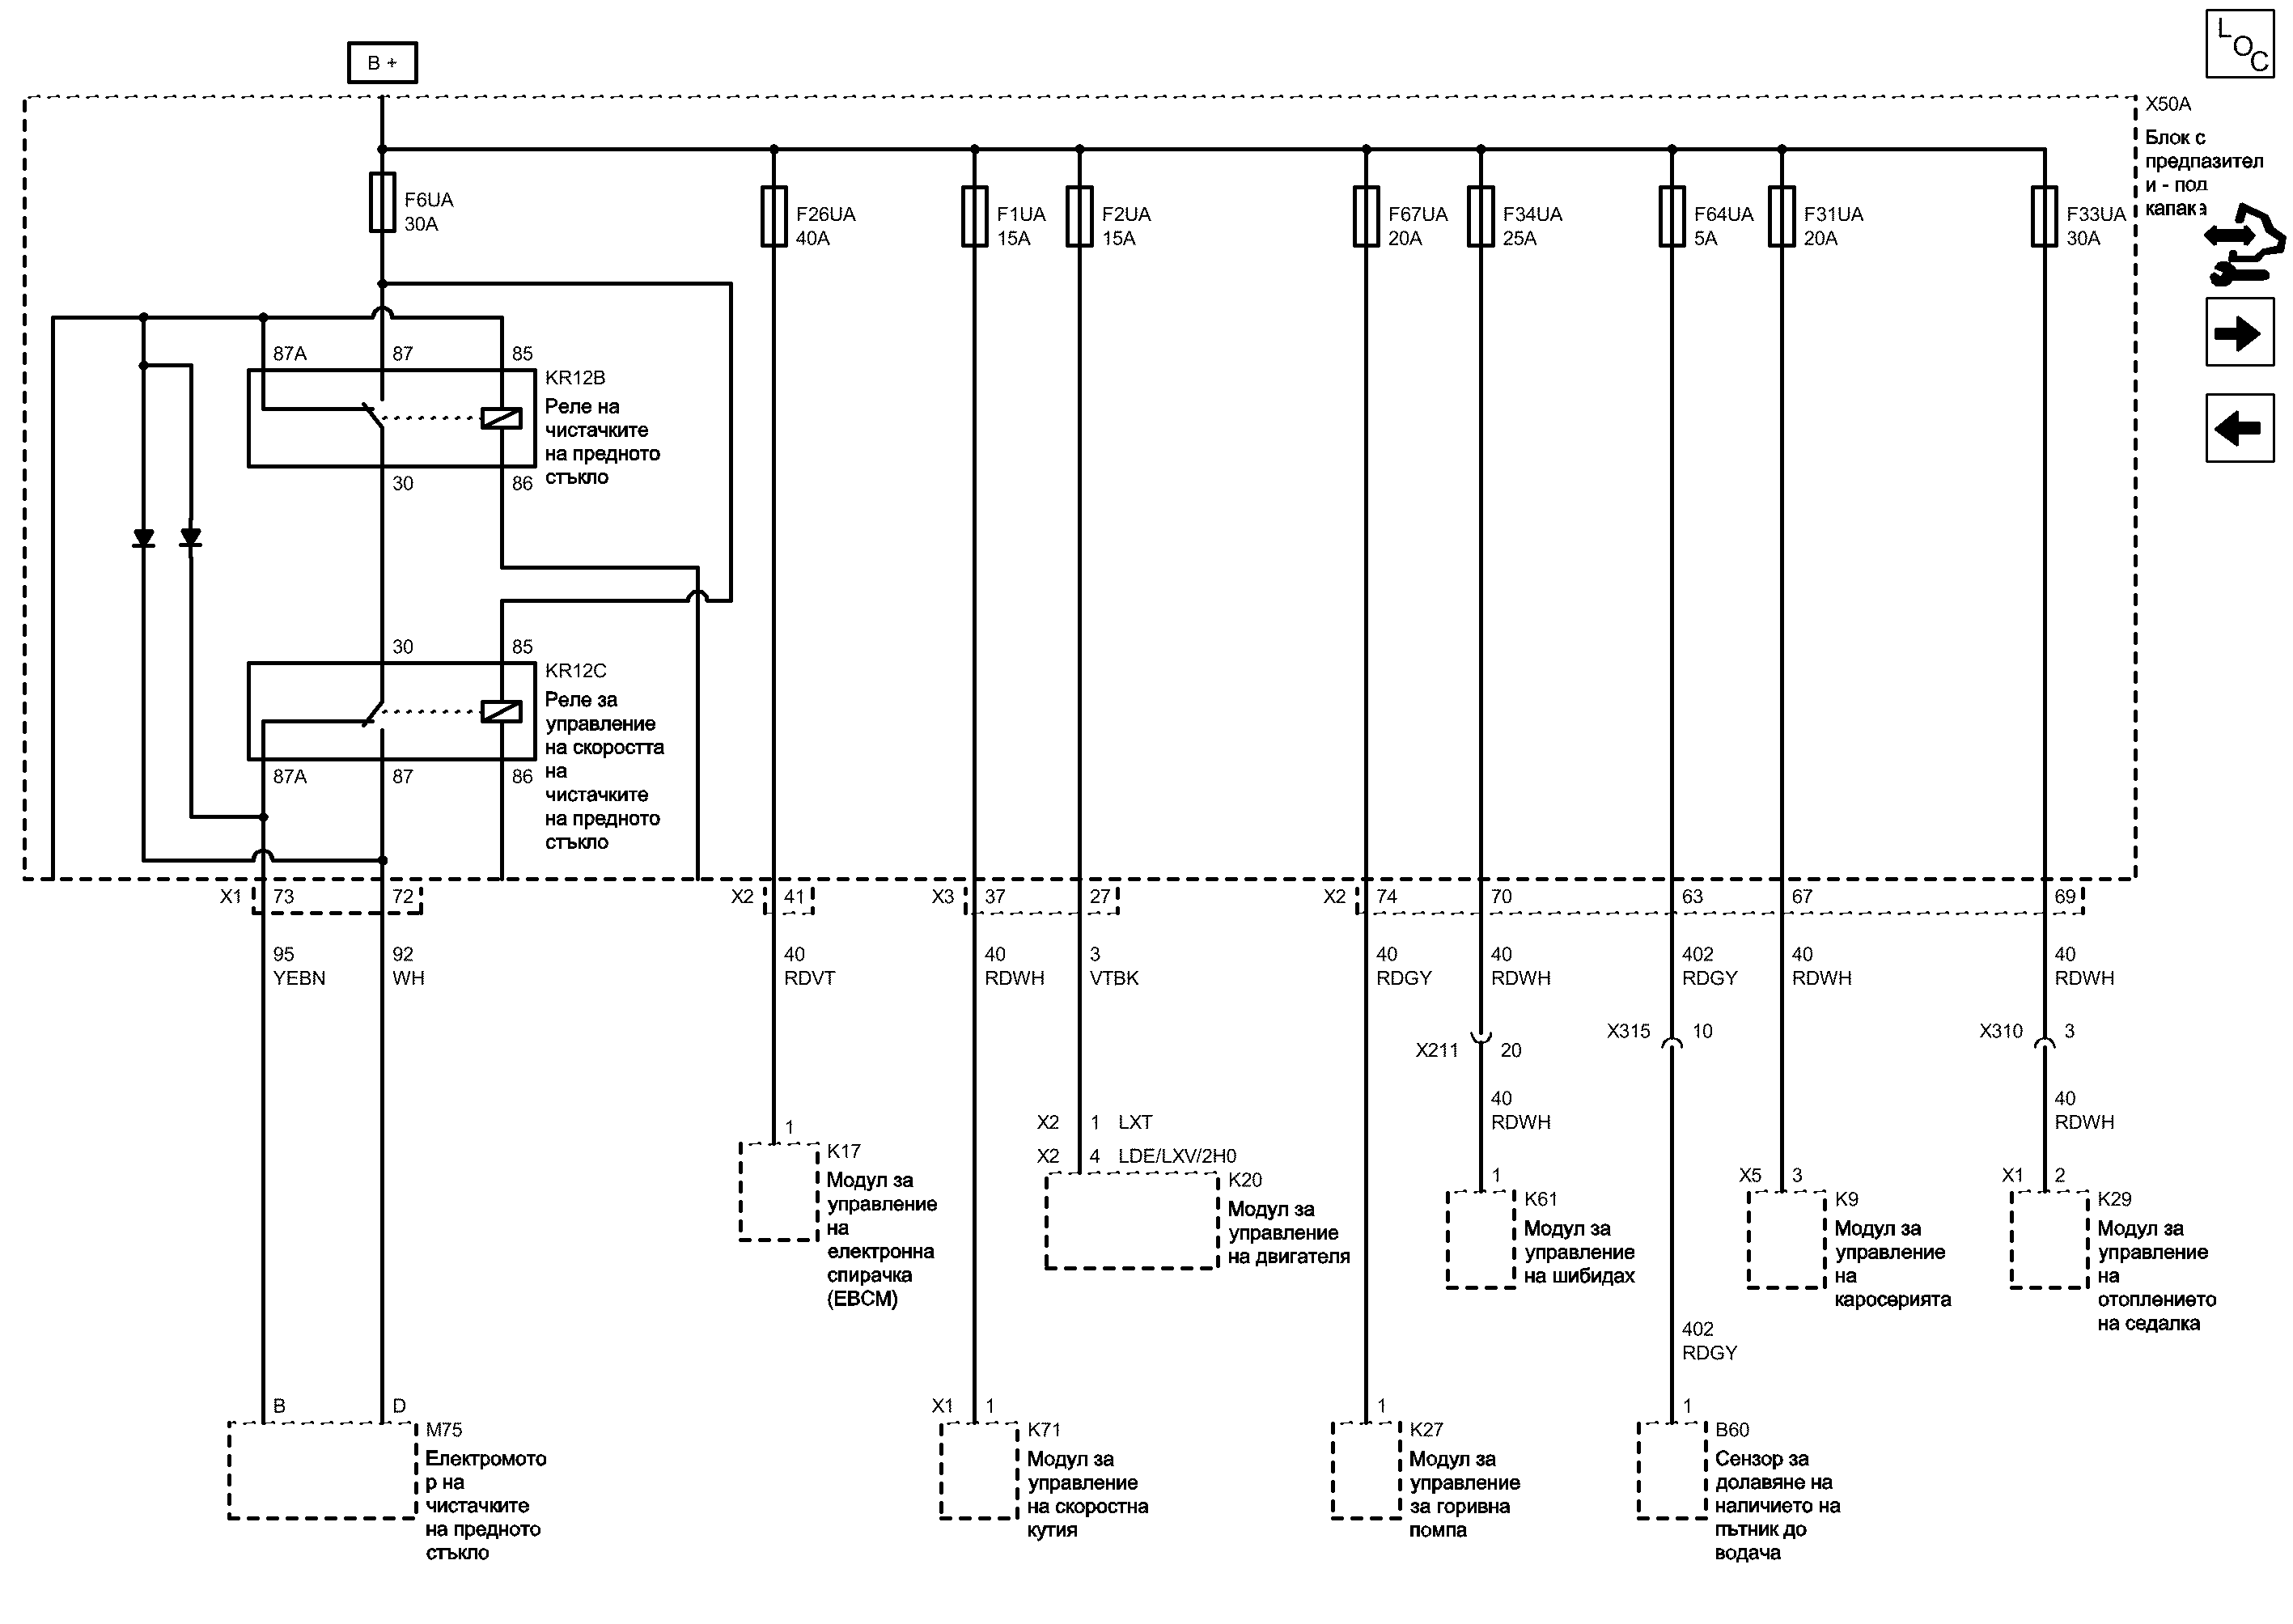 B +
LOC
X50A
Блок с
предпазител
и - под
капака
F6UA
30A
F26UA
40A
F1UA
15A
F2UA
15A
F67UA
20A
F34UA
25A
F64UA
5A
F31UA
20A
F33UA
30A
87A 87 85
KR12B
Реле на
чистачките
на предното
стъкло
30 86
30 85
KR12C
Реле за
управление
на скоростта
на
чистачките
на предното
стъкло
87A 87 86
X1 73 72
X2 41
X3 37 27
X2 74 70 63 67 69
95
YEBN
92
WH
40
RDVT
40
RDWH
3
VTBK
40
RDGY
40
RDWH
402
RDGY
40
RDWH
40
RDWH
X211 20
X315 10
X310 3
40
RDWH
40
RDWH
X2 1 LXT
X2 4 LDE/LXV/2H0
1
K17
Модул за
управление
на
електронна
спирачка
(EBCM)
K20
Модул за
управление
на двигателя
1
K61
Модул за
управление
на шибидах
X5 3
K9
Модул за
управление
на
каросерията
X1 2
K29
Модул за
управление
на
отоплението
на седалка
402
RDGY
B D
M75
Електромото
р на
чистачките
на предното
стъкло
X1 1
K71
Модул за
управление
на скоростна
кутия
1
K27
Модул за
управление
за горивна
помпа
1
B60
Сензор за
долавяне на
наличието на
пътник до
водача